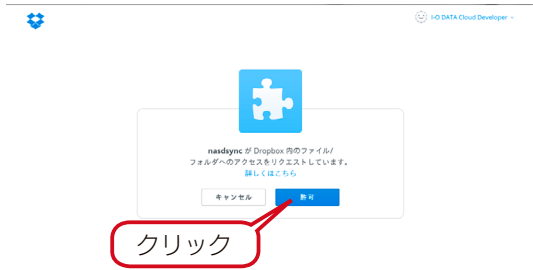 I-O DATA Cloud Developer
nasdsync が Dropbox 内のファイル/
フォルダへのアクセスをリクエストしています。
詳しくはこちら
キャンセル
許可
クリック